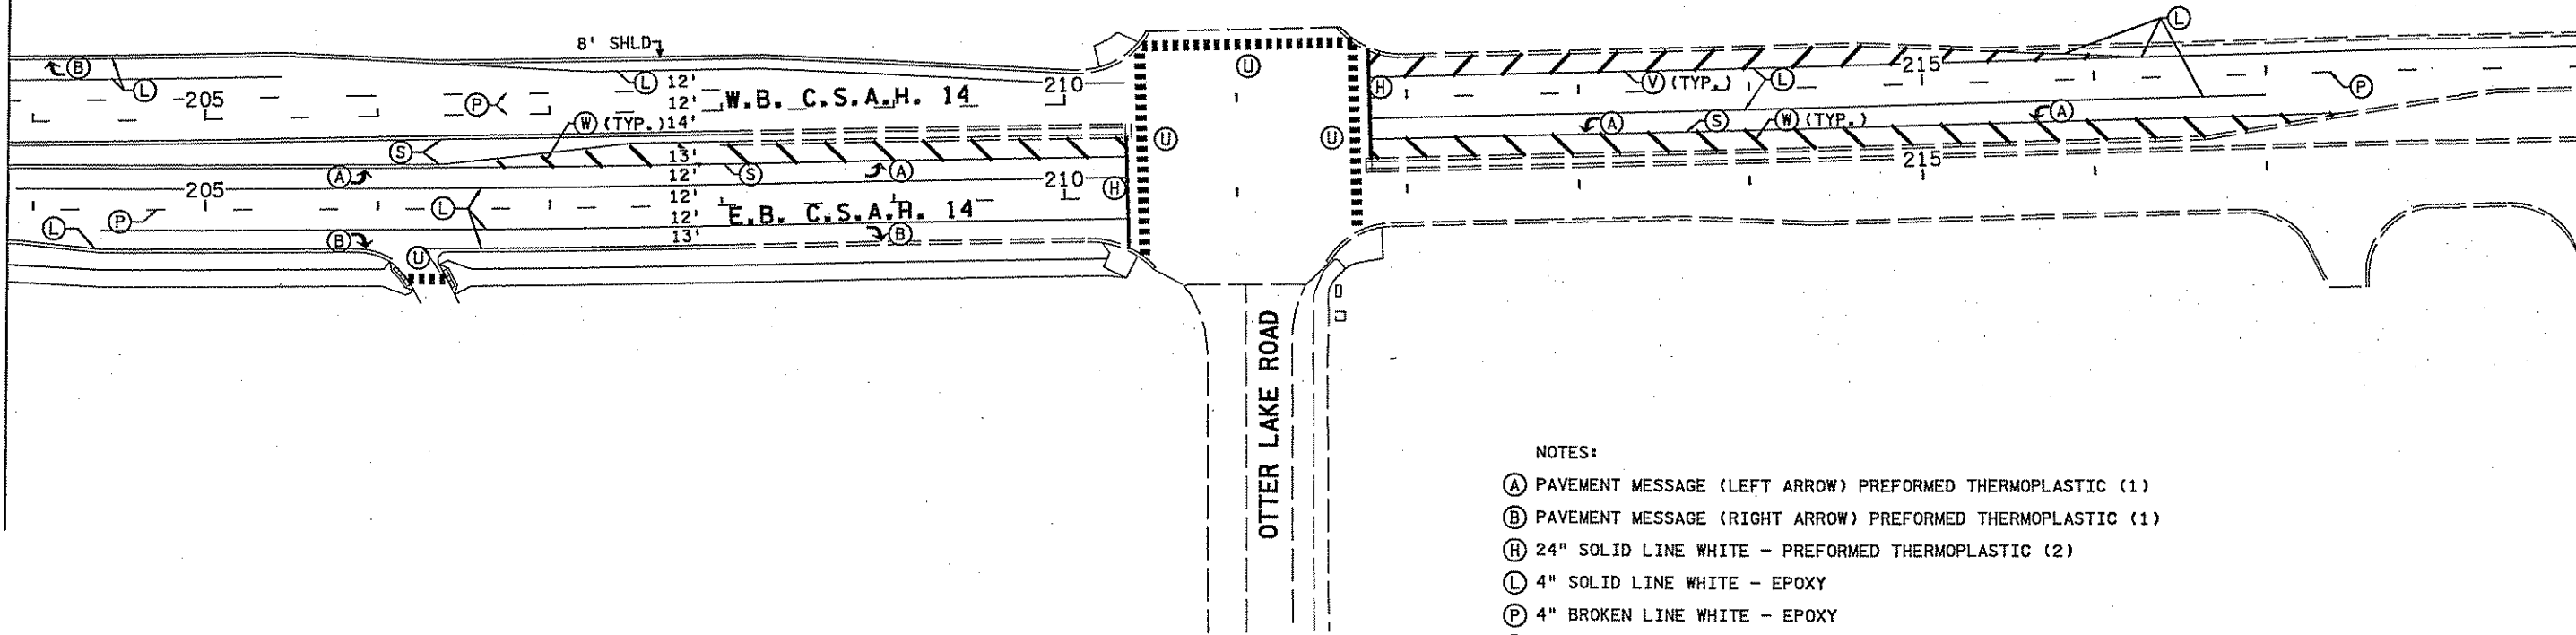 8' SHLD
B
L
205
P
L
12'
12'
W.B. C.S.A.H. 14
210
U
W (TYP.) 14'
S
13'
12'
S
A
A
U
U
205
12'
12'
E.B. C.S.A.H. 14
210
H
L
P
L
13'
B
B
U
L
H
V (TYP.)
L
215
P
A
S
W (TYP.)
A
215
OTTER LAKE ROAD
NOTES:
A PAVEMENT MESSAGE (LEFT ARROW) PREFORMED THERMOPLASTIC (1)
B PAVEMENT MESSAGE (RIGHT ARROW) PREFORMED THERMOPLASTIC (1)
H 24" SOLID LINE WHITE - PREFORMED THERMOPLASTIC (2)
L 4" SOLID LINE WHITE - EPOXY
P 4" BROKEN LINE WHITE - EPOXY